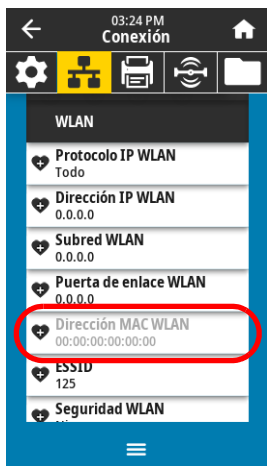 03:24 PM
Conexión
WLAN
Protocolo IP WLAN
Todo
Dirección IP WLAN
0.0.0.0
Subred WLAN
0.0.0.0
Puerta de enlace WLAN
0.0.0.0
Dirección MAC WLAN
00:00:00:00:00:00
ESSID
125
Seguridad WLAN